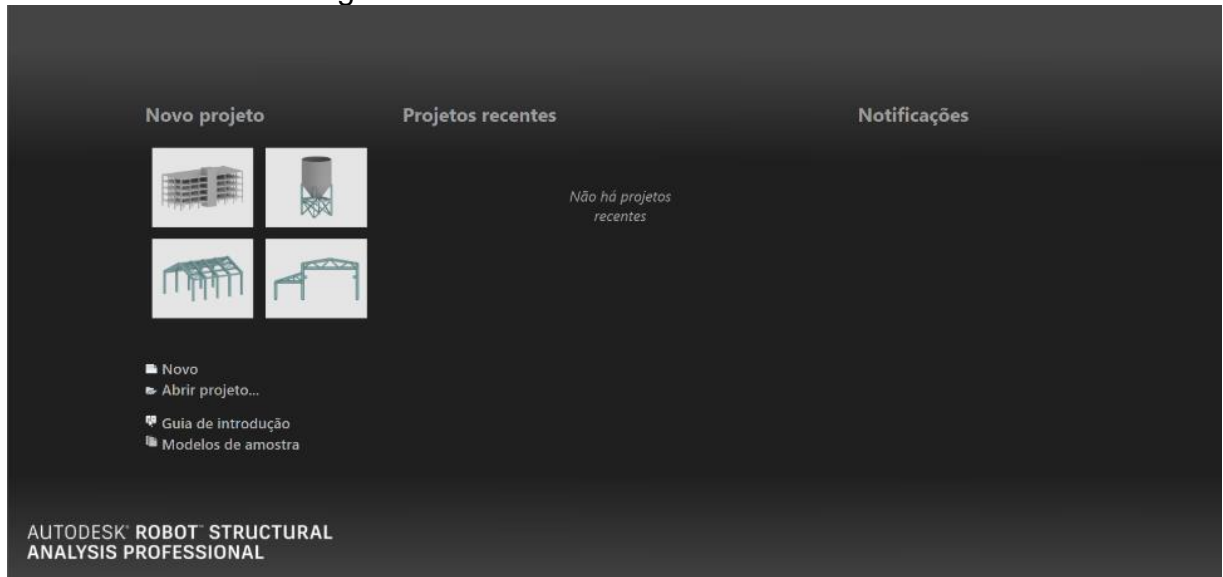 Novo projeto
Projetos recentes
Notificações
Não há projetos
recentes
Novo
Abrir projeto...
Guia de introdução
Modelos de amostra
AUTODESK® ROBOT™ STRUCTURAL
ANALYSIS PROFESSIONAL